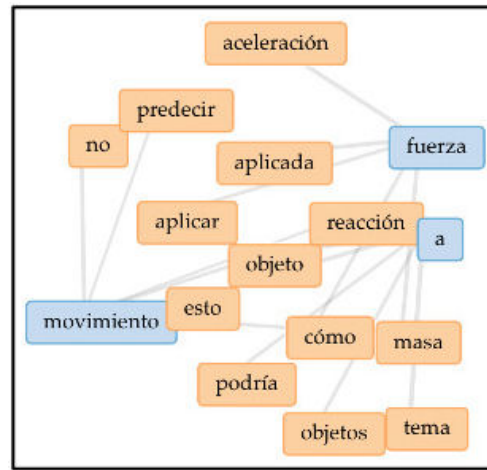 aceleración
predecir
no
fuerza
aplicada
aplicar
reacción
a
objeto
movimiento
esto
cómo
masa
podría
objetos
tema